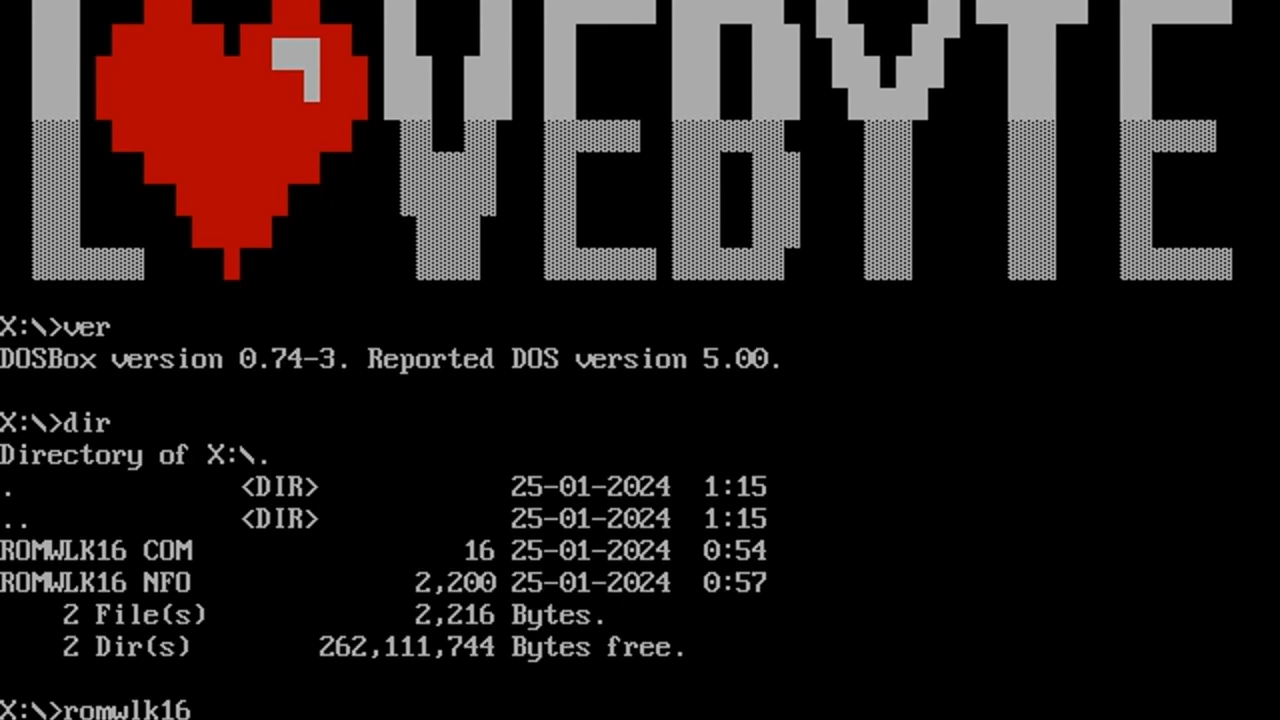 L❤VEBYTE
X:\>ver
DOSBox version 0.74-3. Reported DOS version 5.00.
X:\>dir
Directory of X:\.
.              <DIR>            25-01-2024  1:15
..             <DIR>            25-01-2024  1:15
ROMWLK16 COM                 16 25-01-2024  0:54
ROMWLK16 NFO              2,200 25-01-2024  0:57
    2 File(s)             2,216 Bytes.
    2 Dir(s)        262,111,744 Bytes free.
X:\>romwlk16